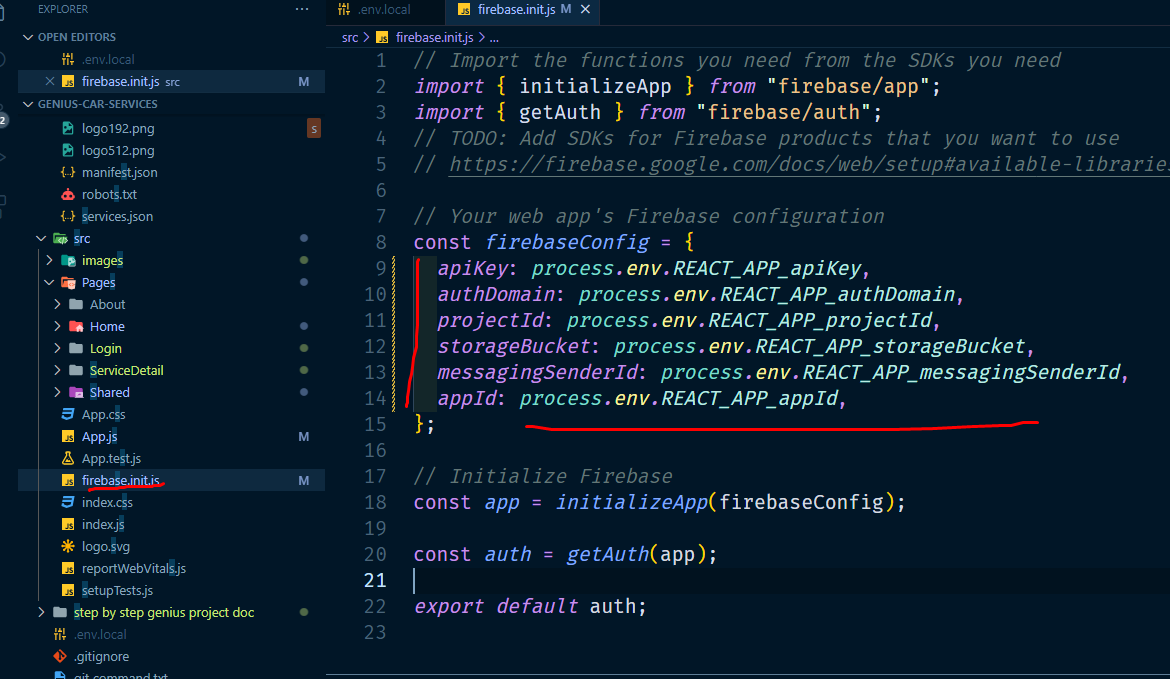 EXPLORER
···
OPEN EDITORS
.env.local
firebase.init.js src M
GENIUS-CAR-SERVICES
logo192.png
S
logo512.png
manifest.json
robots.txt
services.json
src
images
Pages
About
Home
Login
ServiceDetail
Shared
App.css
App.js M
App.test.js
firebase.init.js M
index.css
index.js
logo.svg
reportWebVitals.js
setupTests.js
step by step genius project doc
.env.local
.gitignore
git command.txt
2
.env.local
firebase.init.js M
src > firebase.init.js > ...
1 // Import the functions you need from the SDKs you need
2 import { initializeApp } from "firebase/app";
3 import { getAuth } from "firebase/auth";
4 // TODO: Add SDKs for Firebase products that you want to use
5 // https://firebase.google.com/docs/web/setup#available-libraries
6
7 // Your web app's Firebase configuration
8 const firebaseConfig = {
9 apiKey: process.env.REACT_APP_apiKey,
10 authDomain: process.env.REACT_APP_authDomain,
11 projectId: process.env.REACT_APP_projectId,
12 storageBucket: process.env.REACT_APP_storageBucket,
13 messagingSenderId: process.env.REACT_APP_messagingSenderId,
14 appId: process.env.REACT_APP_appId,
15 };
16
17 // Initialize Firebase
18 const app = initializeApp(firebaseConfig);
19
20 const auth = getAuth(app);
21
22 export default auth;
23